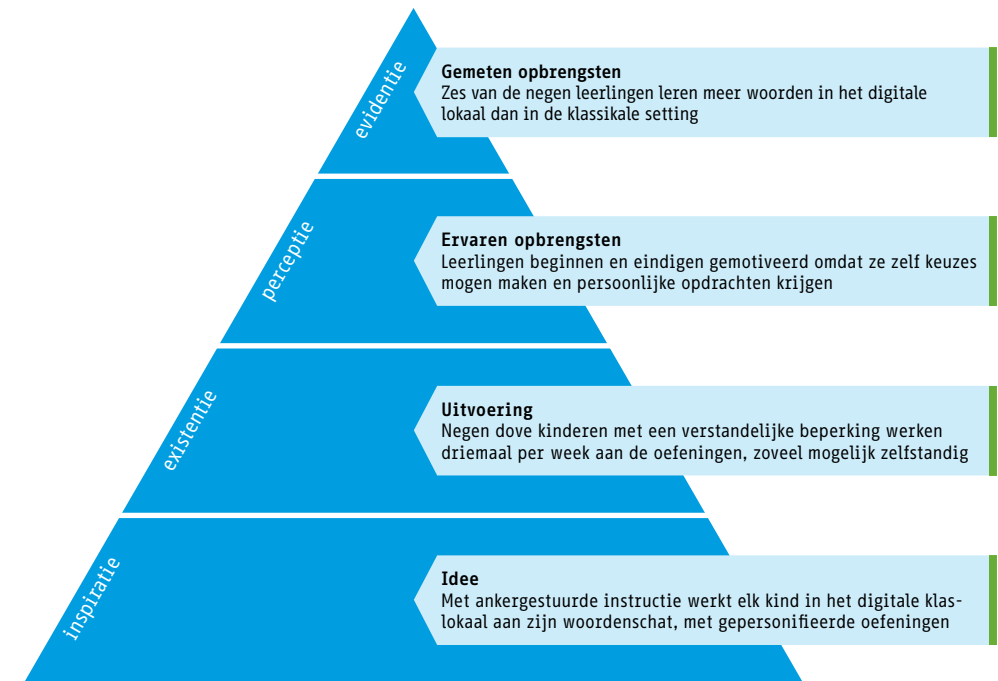 evidentie
Gemeten opbrengsten
Zes van de negen leerlingen leren meer woorden in het digitale
lokaal dan in de klassikale setting
perceptie
Ervaren opbrengsten
Leerlingen beginnen en eindigen gemotiveerd omdat ze zelf keuzes
mogen maken en persoonlijke opdrachten krijgen
existentie
Uitvoering
Negen dove kinderen met een verstandelijke beperking werken
driemaal per week aan de oefeningen, zoveel mogelijk zelfstandig
inspiratie
Idee
Met ankergestuurde instructie werkt elk kind in het digitale klas-
lokaal aan zijn woordenschat, met gepersonifieerde oefeningen